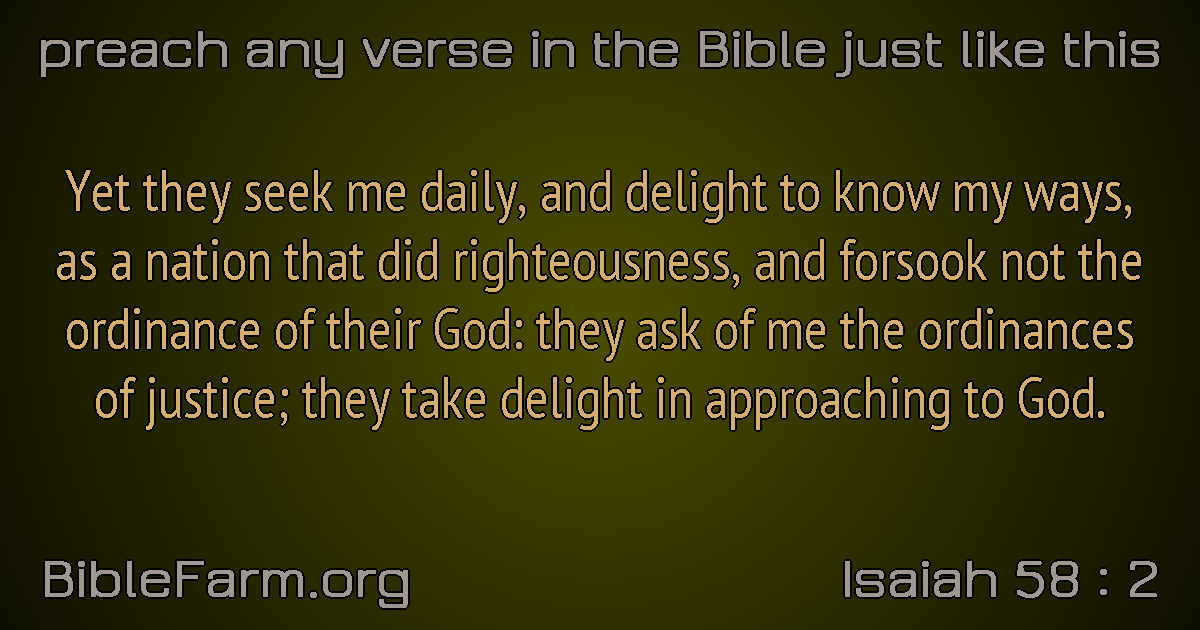 preach any verse in the Bible just like this
Yet they seek me daily, and delight to know my ways,
as a nation that did righteousness, and forsook not the
ordinance of their God: they ask of me the ordinances
of justice; they take delight in approaching to God.
BibleFarm.org
Isaiah 58 : 2